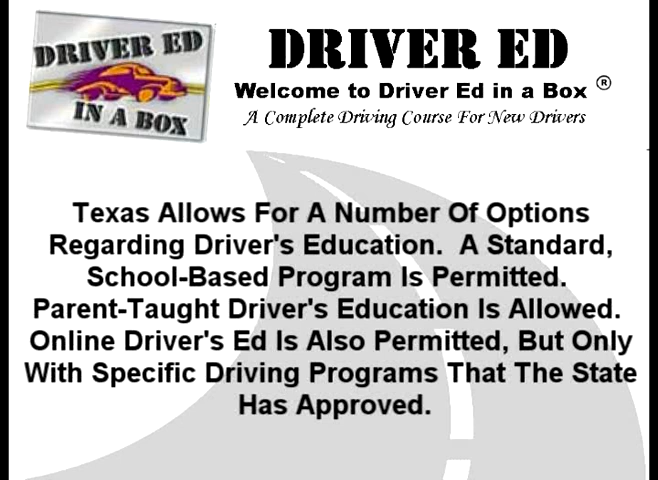 DRIVER ED
IN A BOX
DRIVER ED
Welcome to Driver Ed in a Box ®
A Complete Driving Course For New Drivers
Texas Allows For A Number Of Options
Regarding Driver's Education. A Standard,
School-Based Program Is Permitted.
Parent-Taught Driver's Education Is Allowed.
Online Driver's Ed Is Also Permitted, But Only
With Specific Driving Programs That The State
Has Approved.